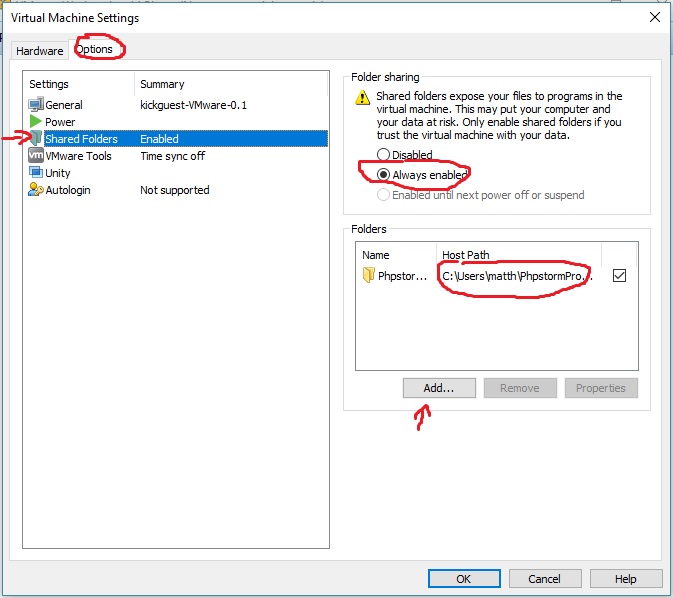 Virtual Machine Settings
Hardware Options
Settings Summary
General kickguest-VMware-0.1
Power
Shared Folders Enabled
VMware Tools Time sync off
Unity
Autologin Not supported
Folder sharing
Shared folders expose your files to programs in the
virtual machine. This may put your computer and
your data at risk. Only enable shared folders if you
trust the virtual machine with your data.
Disabled
Always enabled
Enabled until next power off or suspend
Folders
Name Host Path
Phpstor... C:\Users\matth\PhpstormPro...
Add... Remove Properties
OK Cancel Help